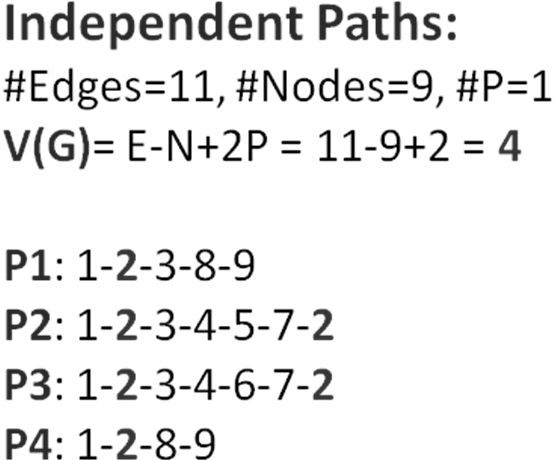 Independent Paths:
#Edges=11, #Nodes=9, #P=1
V(G)= E-N+2P = 11-9+2 = 4
P1: 1-2-3-8-9
P2: 1-2-3-4-5-7-2
P3: 1-2-3-4-6-7-2
P4: 1-2-8-9